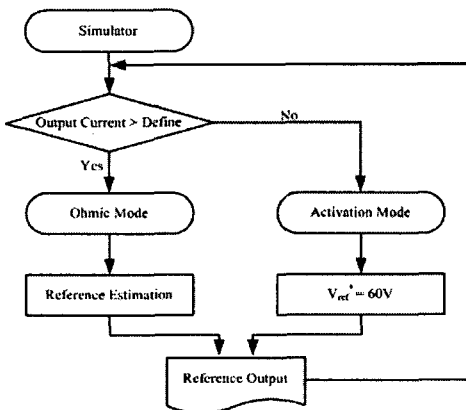 Simulator
Output Current > Define
No
Yes
Ohmic Mode
Activation Mode
Reference Estimation
V_ref* = 60V
Reference Output